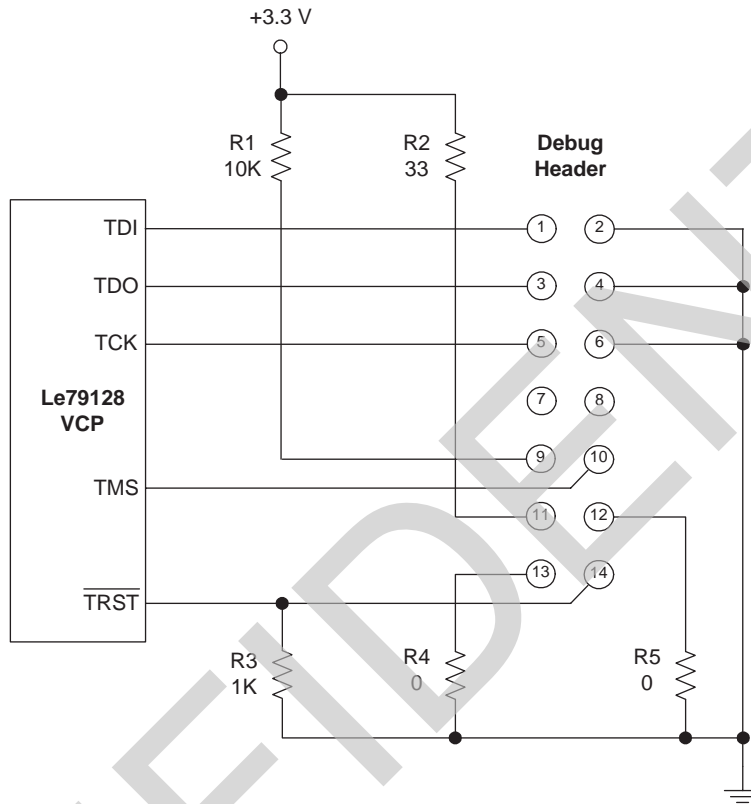 +3.3 V
R1
10K
R2
33
Debug
Header
TDI
1
2
TDO
3
4
TCK
5
6
Le79128
VCP
7
8
9
10
TMS
11
12
13
14
TRST
R3
1K
R4
0
R5
0
FIDENT